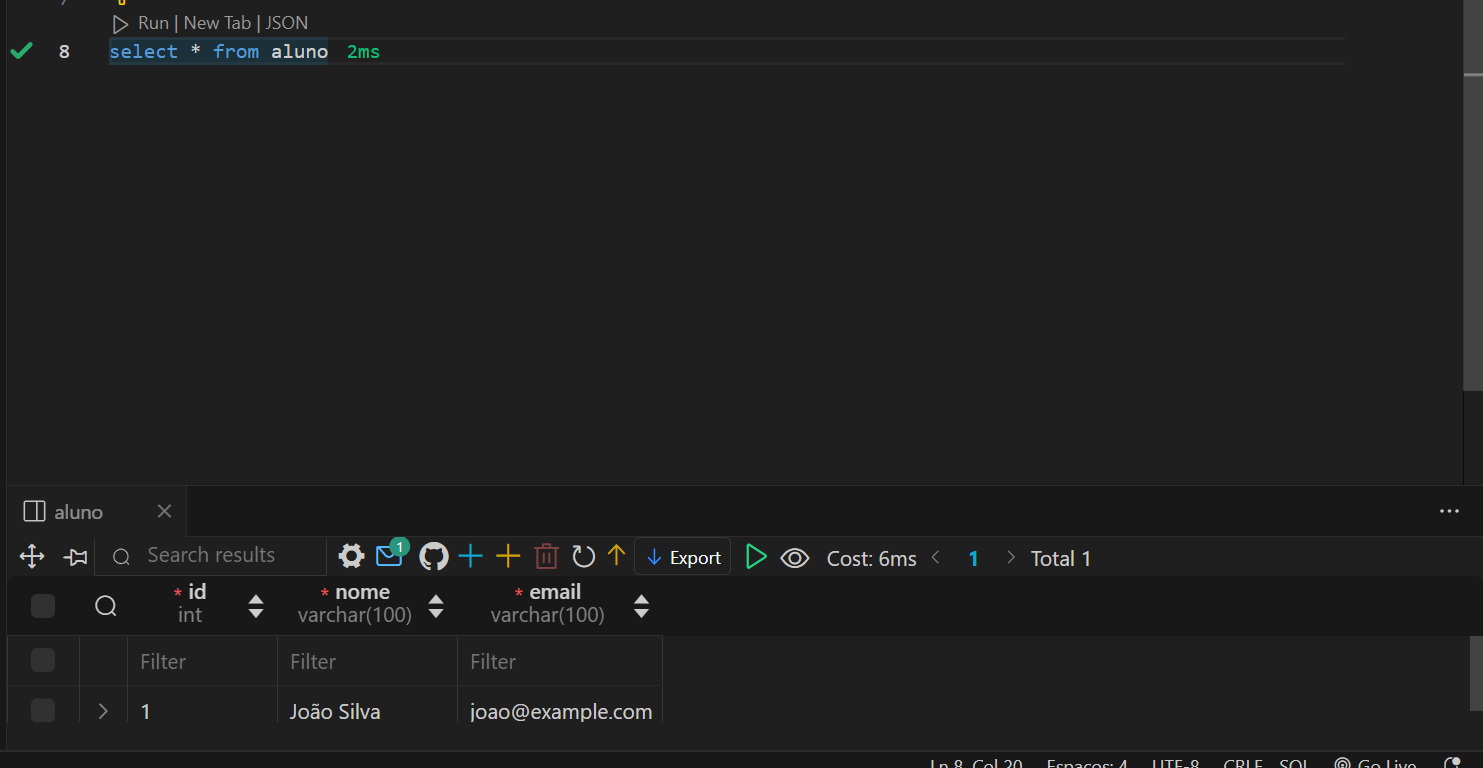 Run | New Tab | JSON
8 select * from aluno 2ms
aluno
Search results 1 Export Cost: 6ms 1 Total 1
* id * nome * email
int varchar(100) varchar(100)
Filter Filter Filter
1 João Silva joao@example.com
Ln 8, Col 20 Espaços: 4 UTF-8 CRLF SQL Go Live